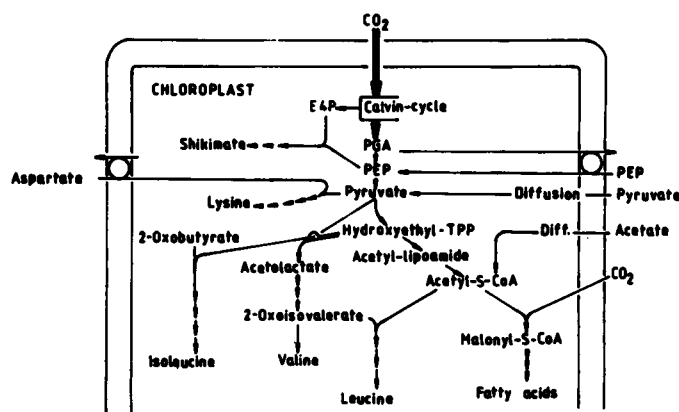 CO2
CHLOROPLAST
E4P
Calvin-cycle
Shikimate
PGA
PEP
PEP
Aspartate
Lysine
Pyruvate
Diffusion
Pyruvate
2-Oxobutyrate
Hydroxyethyl-TPP
Diff.
Acetate
Acetolactate
Acetyl-lipoamide
Acetyl-S-CoA
CO2
2-Oxoisovalerate
Malonyl-S-CoA
Isoleucine
Valine
Leucine
Fatty acids